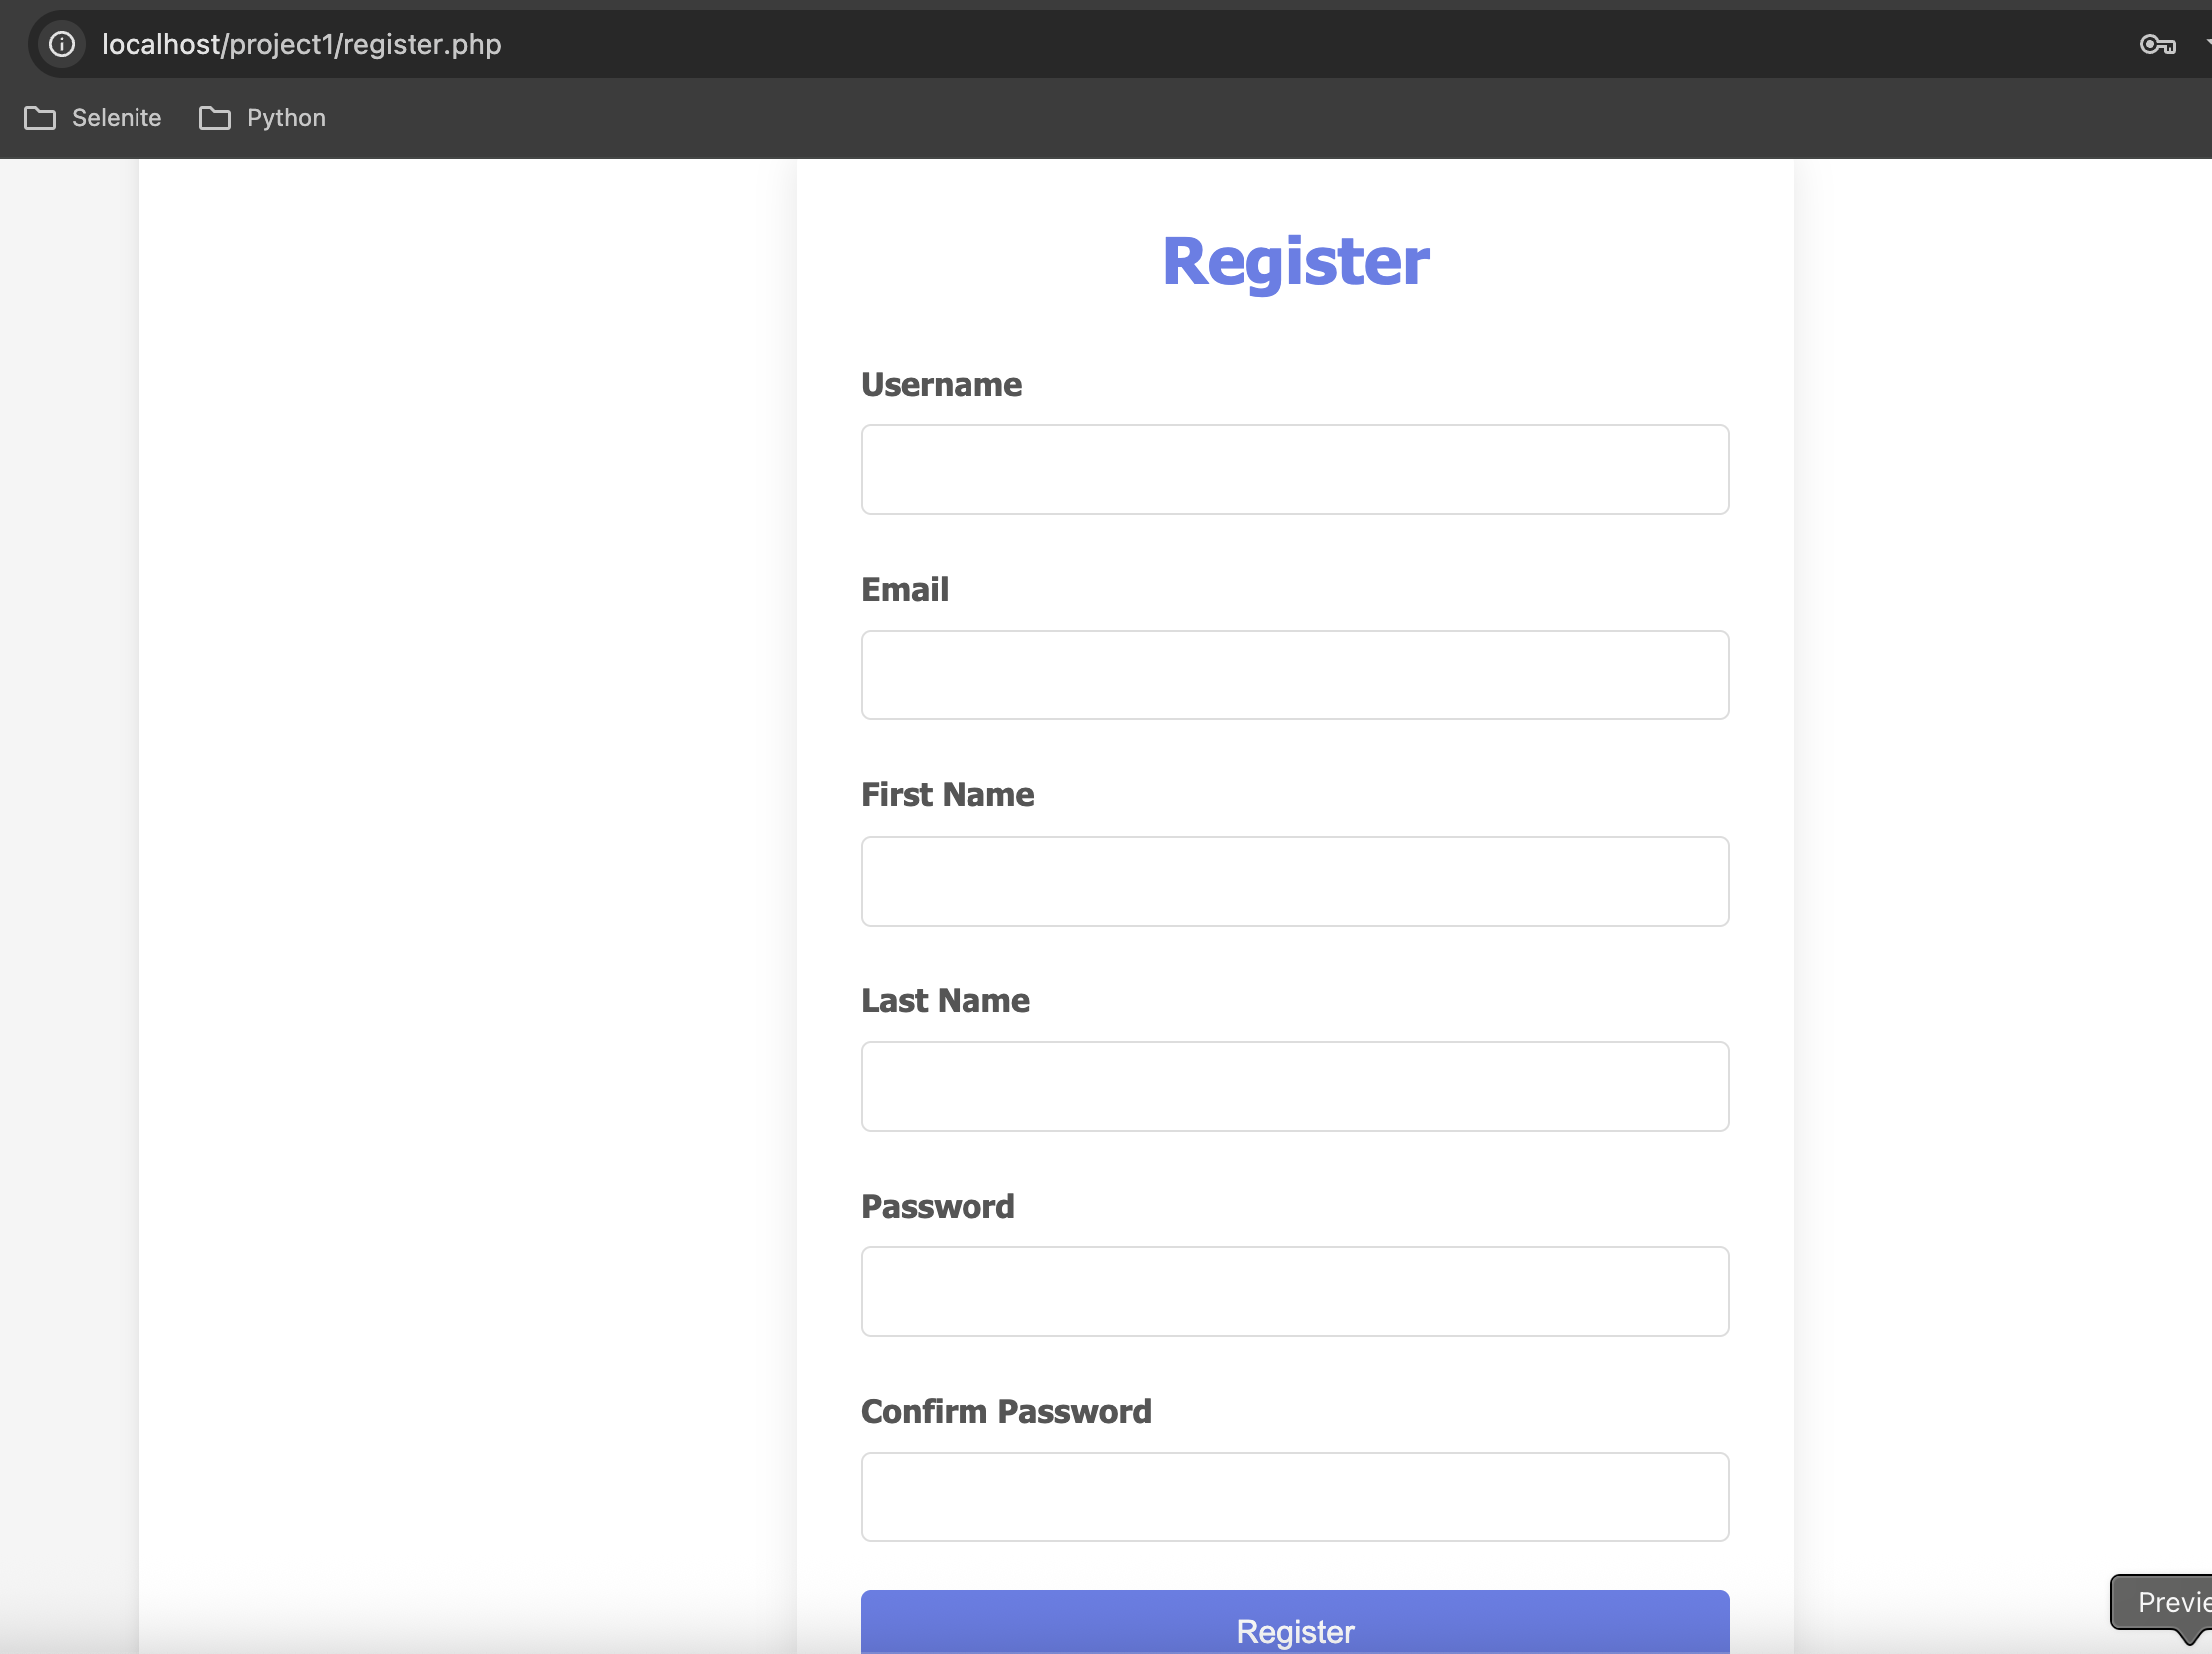 localhost/project1/register.php
Selenite Python
Register
Username
Email
First Name
Last Name
Password
Confirm Password
Register